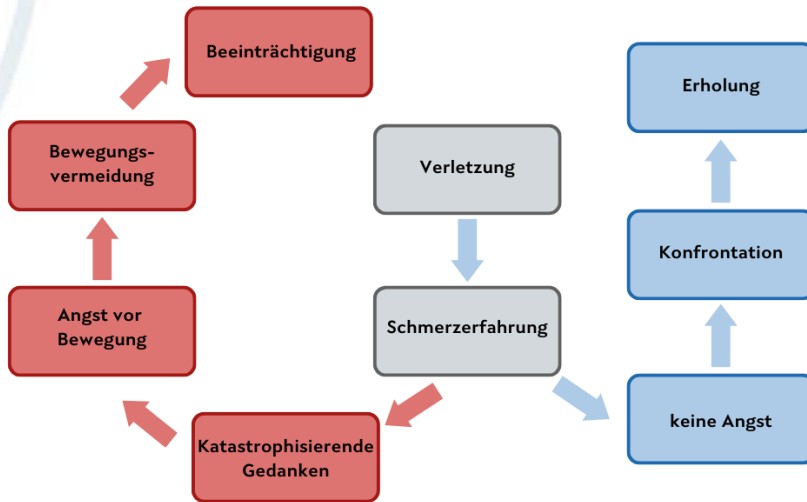 Beeinträchtigung
Erholung
Bewegungs-
vermeidung
Verletzung
Konfrontation
Angst vor
Bewegung
Schmerzerfahrung
keine Angst
Katastrophisierende
Gedanken